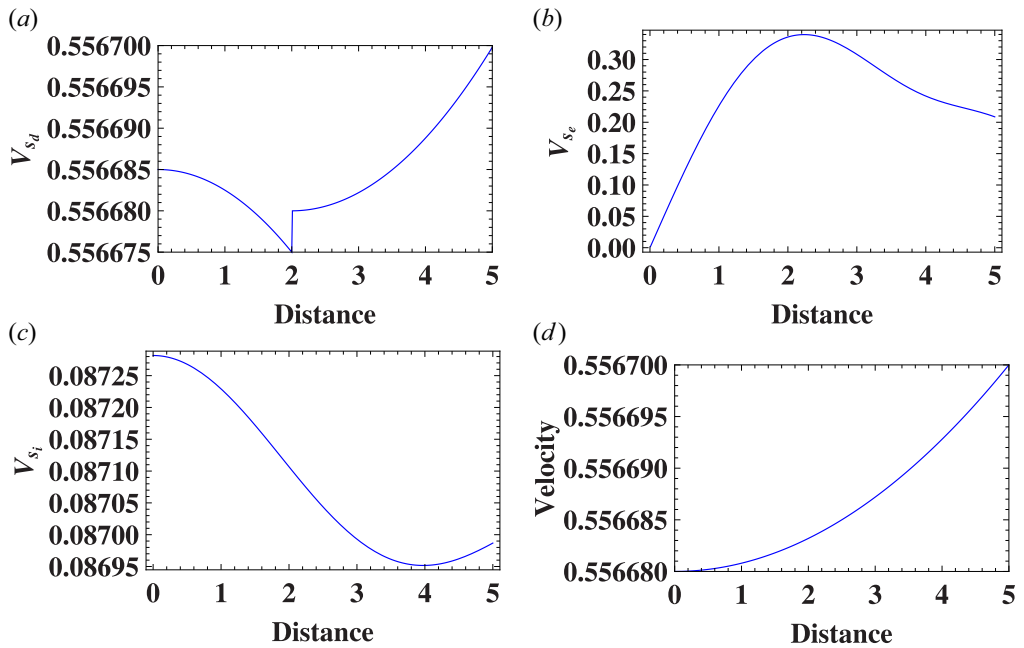 (a)
0.556700
0.556695
0.556690
0.556685
0.556680
0.556675
V_{s_d}
0 1 2 3 4 5
Distance
(b)
0.30
0.25
0.20
0.15
0.10
0.05
0.00
V_{s_e}
0 1 2 3 4 5
Distance
(c)
0.08725
0.08720
0.08715
0.08710
0.08705
0.08700
0.08695
V_{s_i}
0 1 2 3 4 5
Distance
(d)
0.556700
0.556695
0.556690
0.556685
0.556680
Velocity
0 1 2 3 4 5
Distance